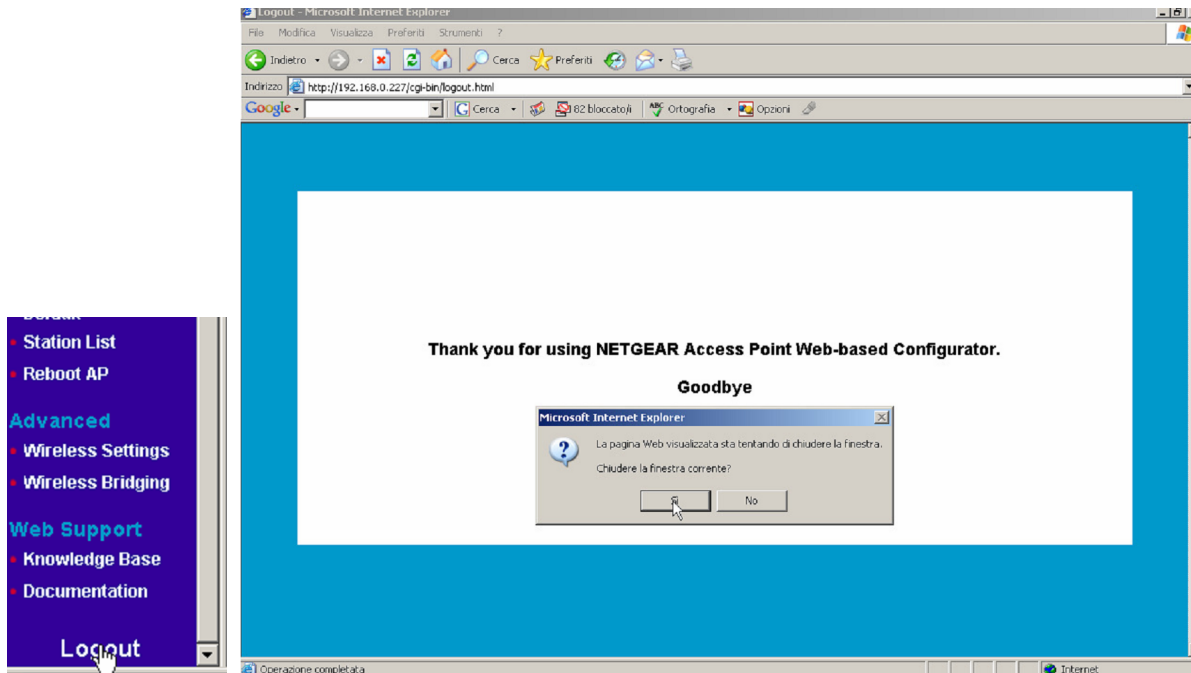 Station List
Reboot AP
Advanced
Wireless Settings
Wireless Bridging
Web Support
Knowledge Base
Documentation
Logout
Logout - Microsoft Internet Explorer
File Modifica Visualizza Preferiti Strumenti ?
Indietro Cerca Preferiti
Indirizzo http://192.168.0.227/cgi-bin/logout.html
Google Cerca 82 bloccato/i ABC Ortografia Opzioni
Thank you for using NETGEAR Access Point Web-based Configurator.
Goodbye
Microsoft Internet Explorer
La pagina Web visualizzata sta tentando di chiudere la finestra.
Chiudere la finestra corrente?
No
Operazione completata Internet